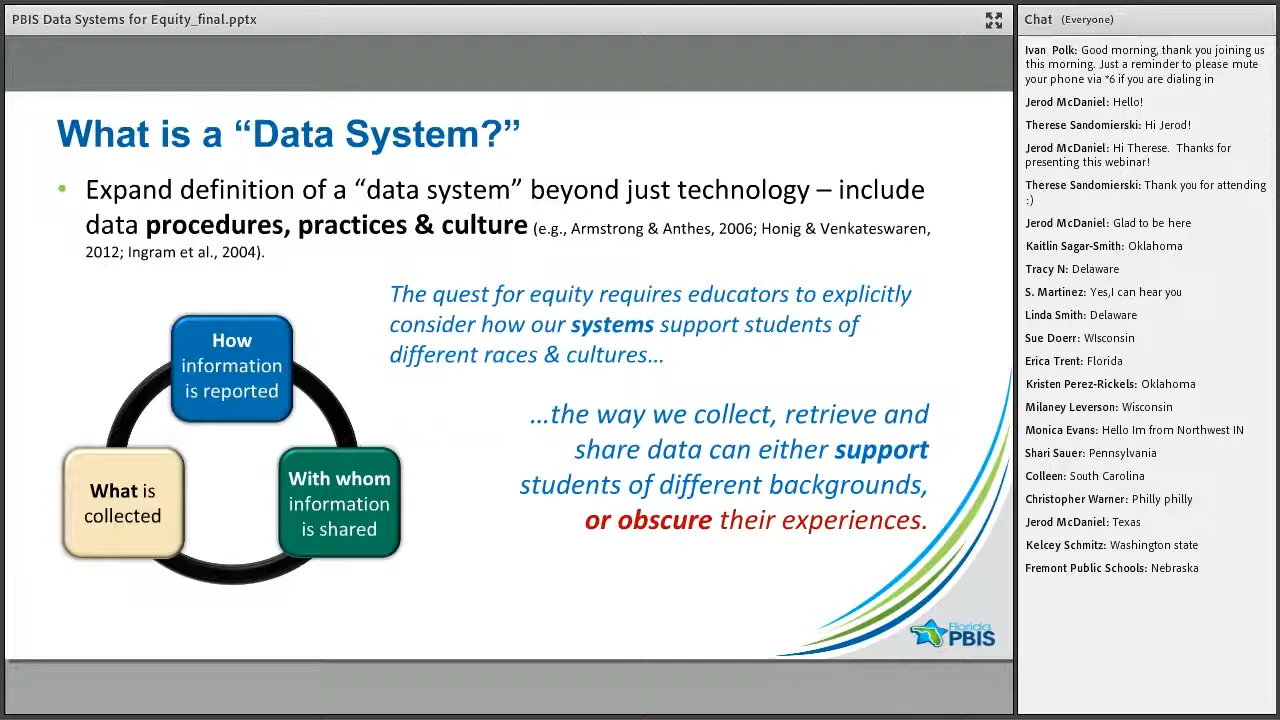 PBIS Data Systems for Equity_final.pptx
What is a “Data System?”
• Expand definition of a “data system” beyond just technology – include
data procedures, practices & culture (e.g., Armstrong & Anthes, 2006; Honig & Venkateswaren,
2012; Ingram et al., 2004).
The quest for equity requires educators to explicitly
consider how our systems support students of
different races & cultures…
…the way we collect, retrieve and
share data can either support
students of different backgrounds,
or obscure their experiences.
How
information
is reported
What is
collected
With whom
information
is shared
Florida
PBIS
Chat (Everyone)
Ivan Polk: Good morning, thank you joining us
this morning. Just a reminder to please mute
your phone via *6 if you are dialing in
Jerod McDaniel: Hello!
Therese Sandomierski: Hi Jerod!
Jerod McDaniel: Hi Therese. Thanks for
presenting this webinar!
Therese Sandomierski: Thank you for attending
:)
Jerod McDaniel: Glad to be here
Kaitlin Sagar-Smith: Oklahoma
Tracy N: Delaware
S. Martinez: Yes,I can hear you
Linda Smith: Delaware
Sue Doerr: WIsconsin
Erica Trent: Florida
Kristen Perez-Rickels: Oklahoma
Milaney Leverson: Wisconsin
Monica Evans: Hello Im from Northwest IN
Shari Sauer: Pennsylvania
Colleen: South Carolina
Christopher Warner: Philly philly
Jerod McDaniel: Texas
Kelcey Schmitz: Washington state
Fremont Public Schools: Nebraska